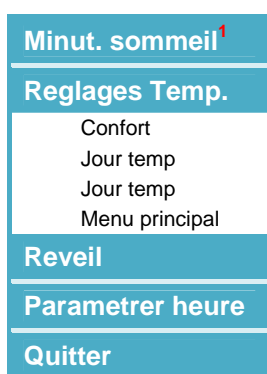 Minut. sommeil¹
Reglages Temp.
Confort
Jour temp
Jour temp
Menu principal
Reveil
Parametrer heure
Quitter